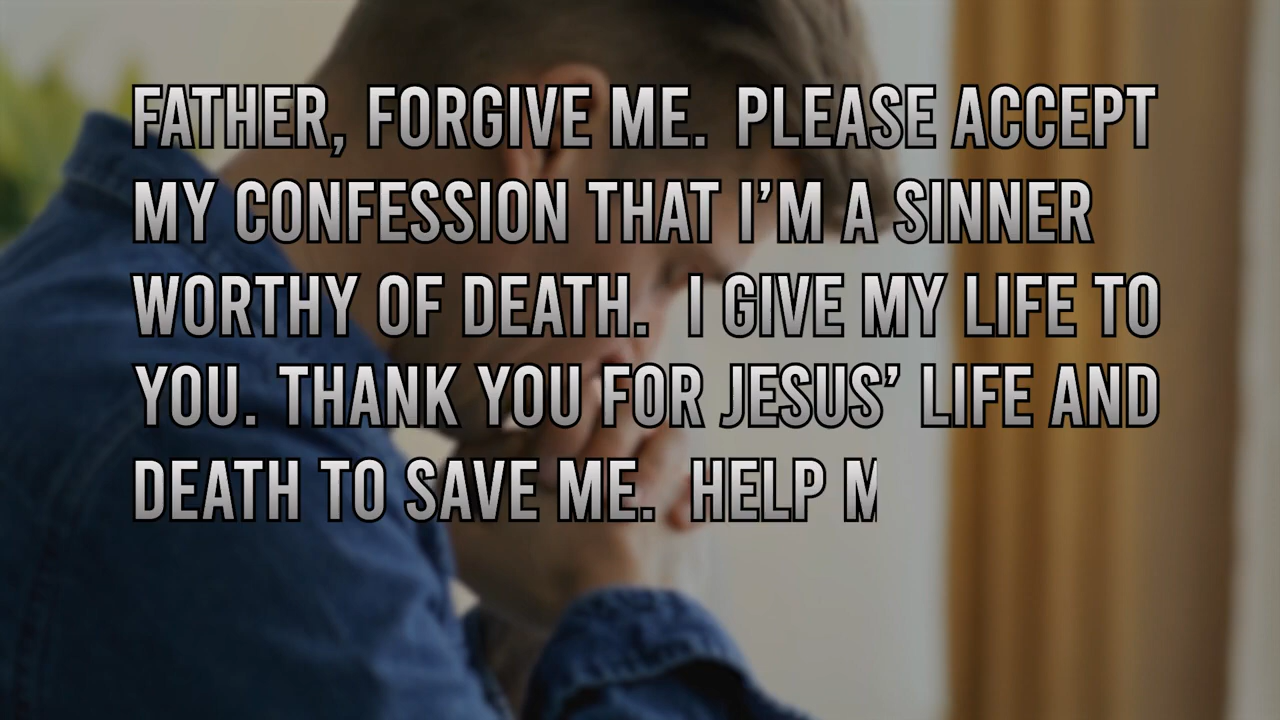 FATHER, FORGIVE ME. PLEASE ACCEPT
MY CONFESSION THAT I'M A SINNER
WORTHY OF DEATH. I GIVE MY LIFE TO
YOU. THANK YOU FOR JESUS' LIFE AND
DEATH TO SAVE ME. HELP M